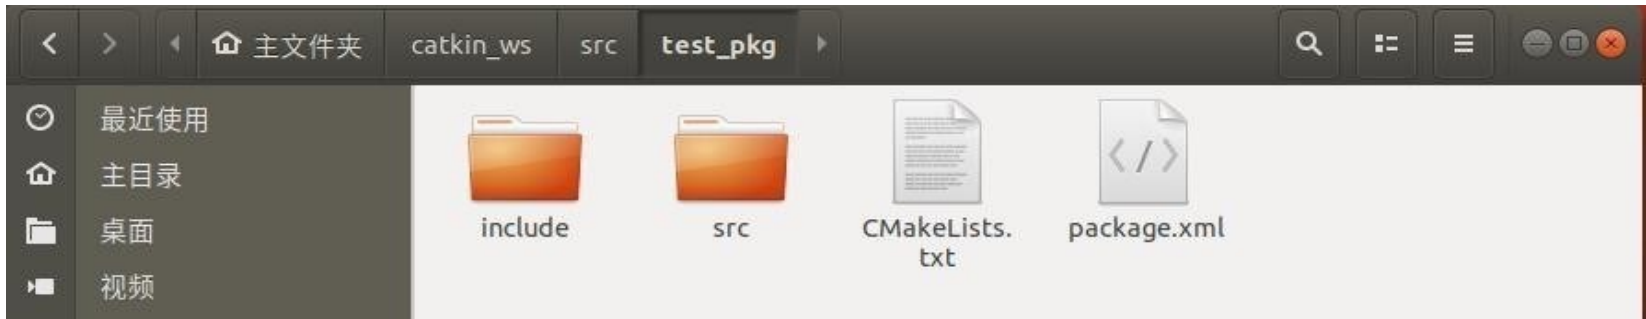 主文件夹 catkin_ws src test_pkg
最近使用
主目录
桌面
视频
include
src
CMakeLists.
txt
package.xml